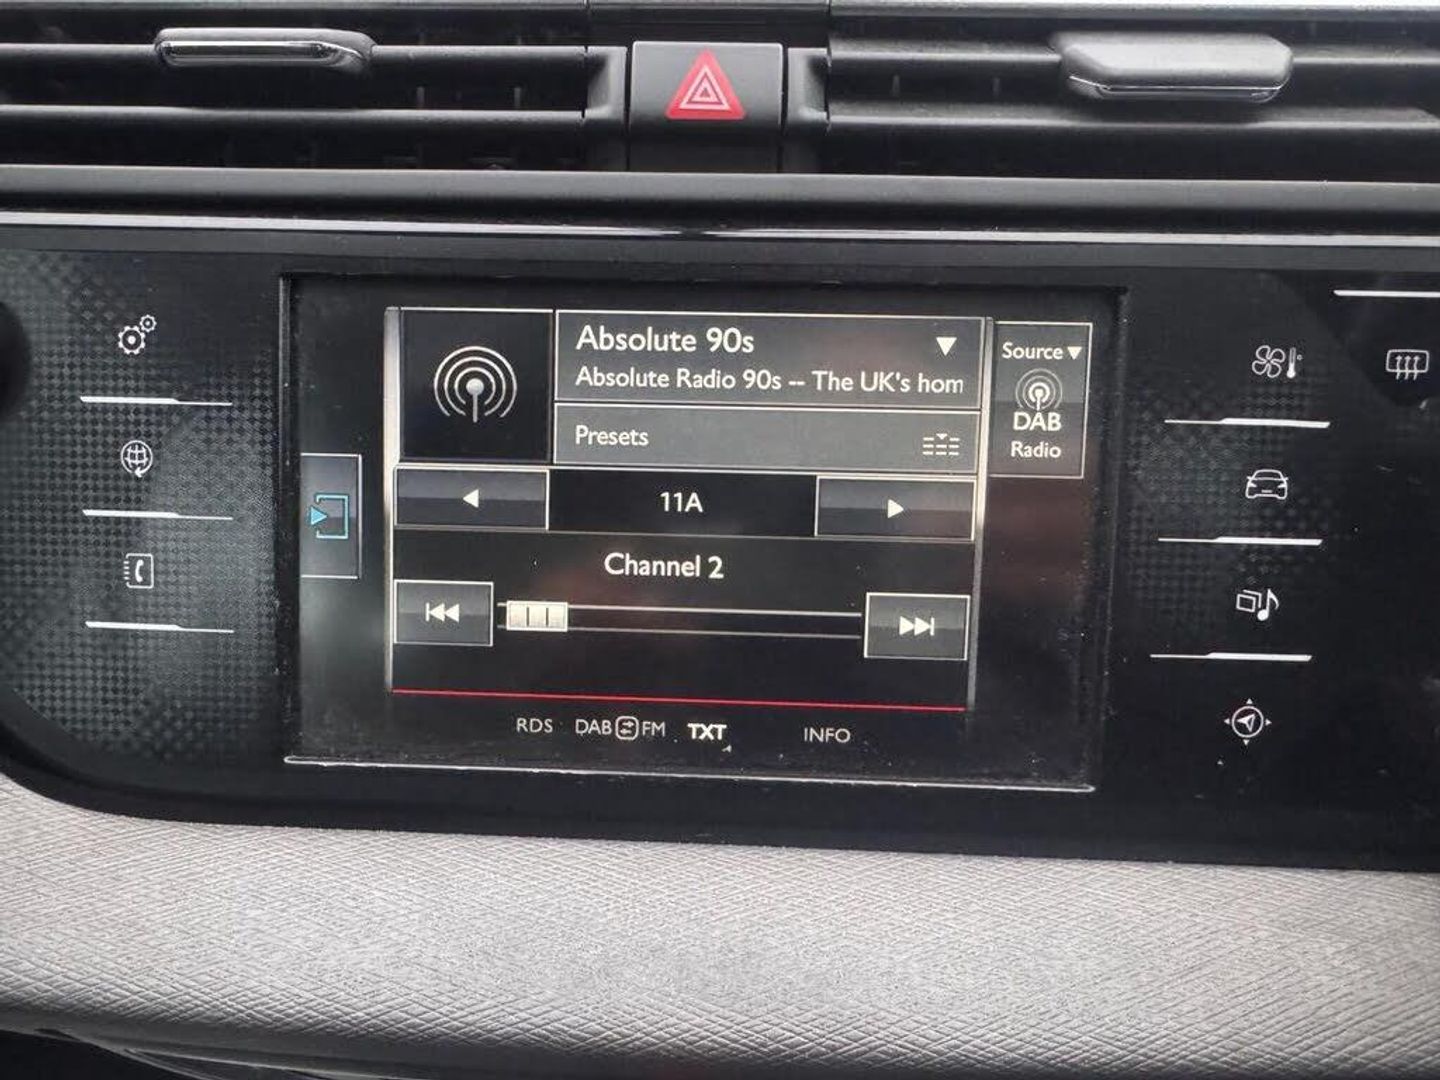 Absolute 90s
Absolute Radio 90s -- The UK's hom
Presets
Source
DAB
Radio
11A
Channel 2
RDS DAB FM TXT INFO